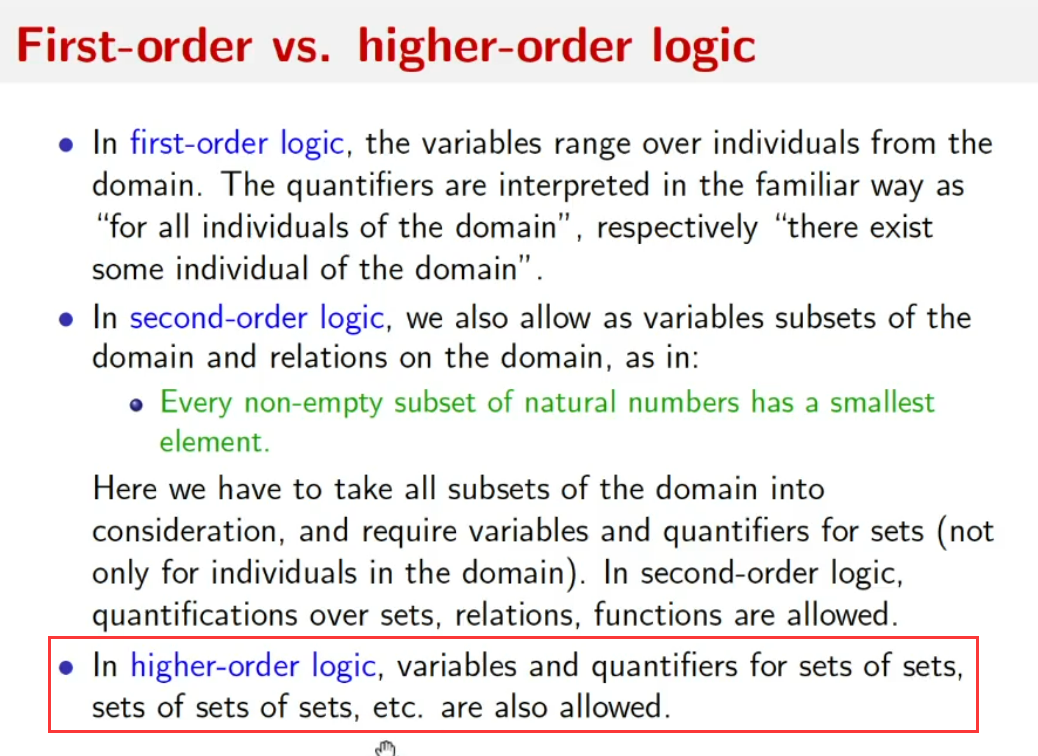 First-order vs. higher-order logic
In first-order logic, the variables range over individuals from the
domain. The quantifiers are interpreted in the familiar way as
“for all individuals of the domain”, respectively “there exist
some individual of the domain”.
In second-order logic, we also allow as variables subsets of the
domain and relations on the domain, as in:
Every non-empty subset of natural numbers has a smallest
element.
Here we have to take all subsets of the domain into
consideration, and require variables and quantifiers for sets (not
only for individuals in the domain). In second-order logic,
quantifications over sets, relations, functions are allowed.
In higher-order logic, variables and quantifiers for sets of sets,
sets of sets of sets, etc. are also allowed.